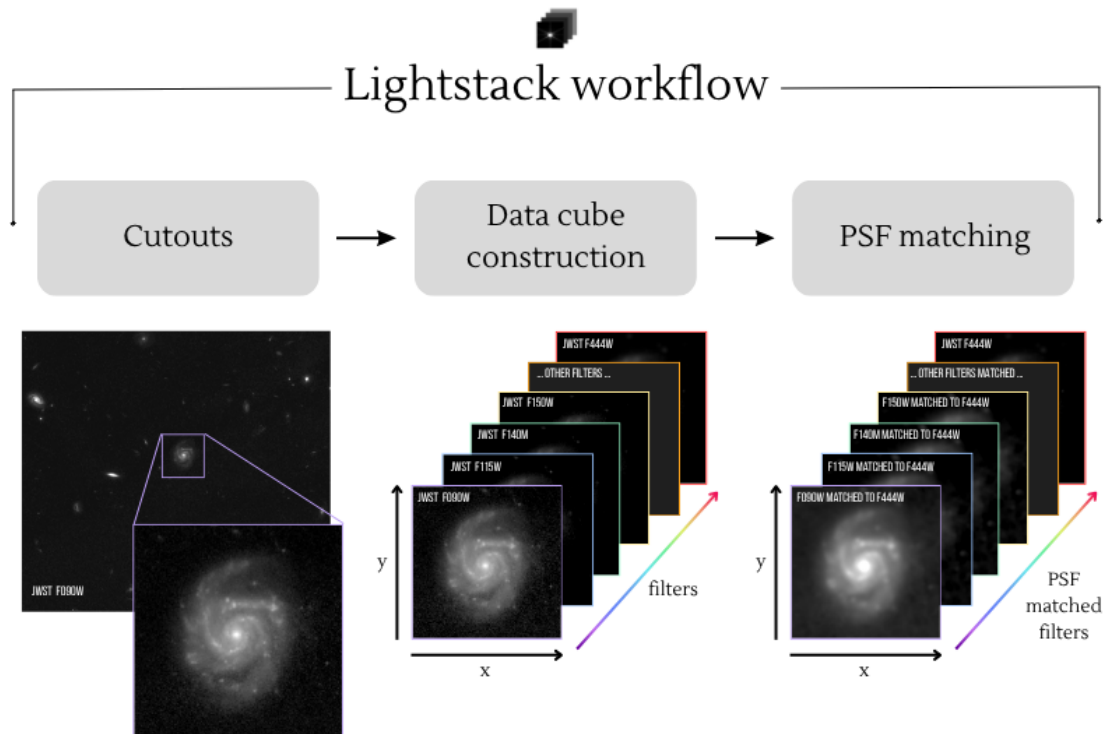 Lightstack workflow
Cutouts
Data cube
construction
PSF matching
JWST F090W
JWST F444W
... OTHER FILTERS ...
JWST F150W
JWST F140M
JWST F115W
JWST F090W
y
x
filters
JWST F444W
... OTHER FILTERS MATCHED ...
F150W MATCHED TO F444W
F140M MATCHED TO F444W
F115W MATCHED TO F444W
F090W MATCHED TO F444W
y
x
PSF
matched
filters